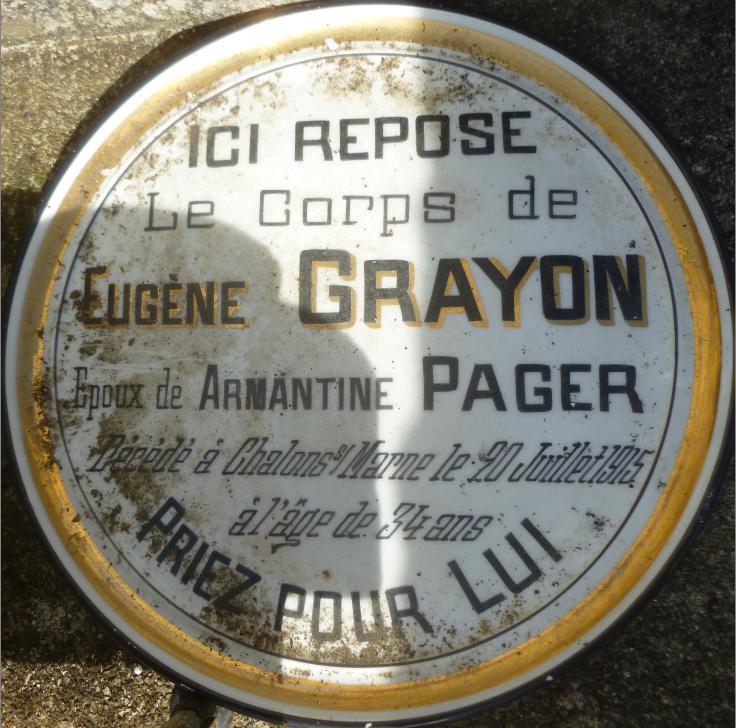 ICI REPOSE
Le Corps de
EUGÈNE GRAYON
Epoux de ARMANTINE PAGER
Décédé à Chalons s/ Marne le 20 Juillet 1915
à l'âge de 34 ans
PRIEZ POUR LUI